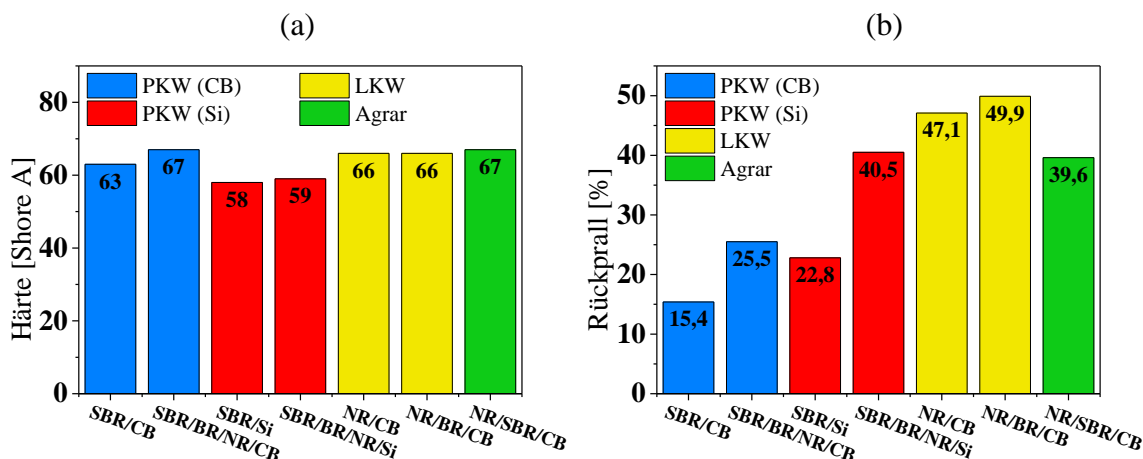 (a)
Härte [Shore A]
80
60
40
20
0
PKW (CB)
PKW (Si)
LKW
Agrar
63
67
58
59
66
66
67
SBR/CB
SBR/BR/NR/CB
SBR/Si
SBR/BR/NR/Si
NR/CB
NR/BR/CB
NR/SBR/CB
(b)
Rückprall [%]
50
40
30
20
10
0
PKW (CB)
PKW (Si)
LKW
Agrar
15,4
25,5
22,8
40,5
47,1
49,9
39,6
SBR/CB
SBR/BR/NR/CB
SBR/Si
SBR/BR/NR/Si
NR/CB
NR/BR/CB
NR/SBR/CB